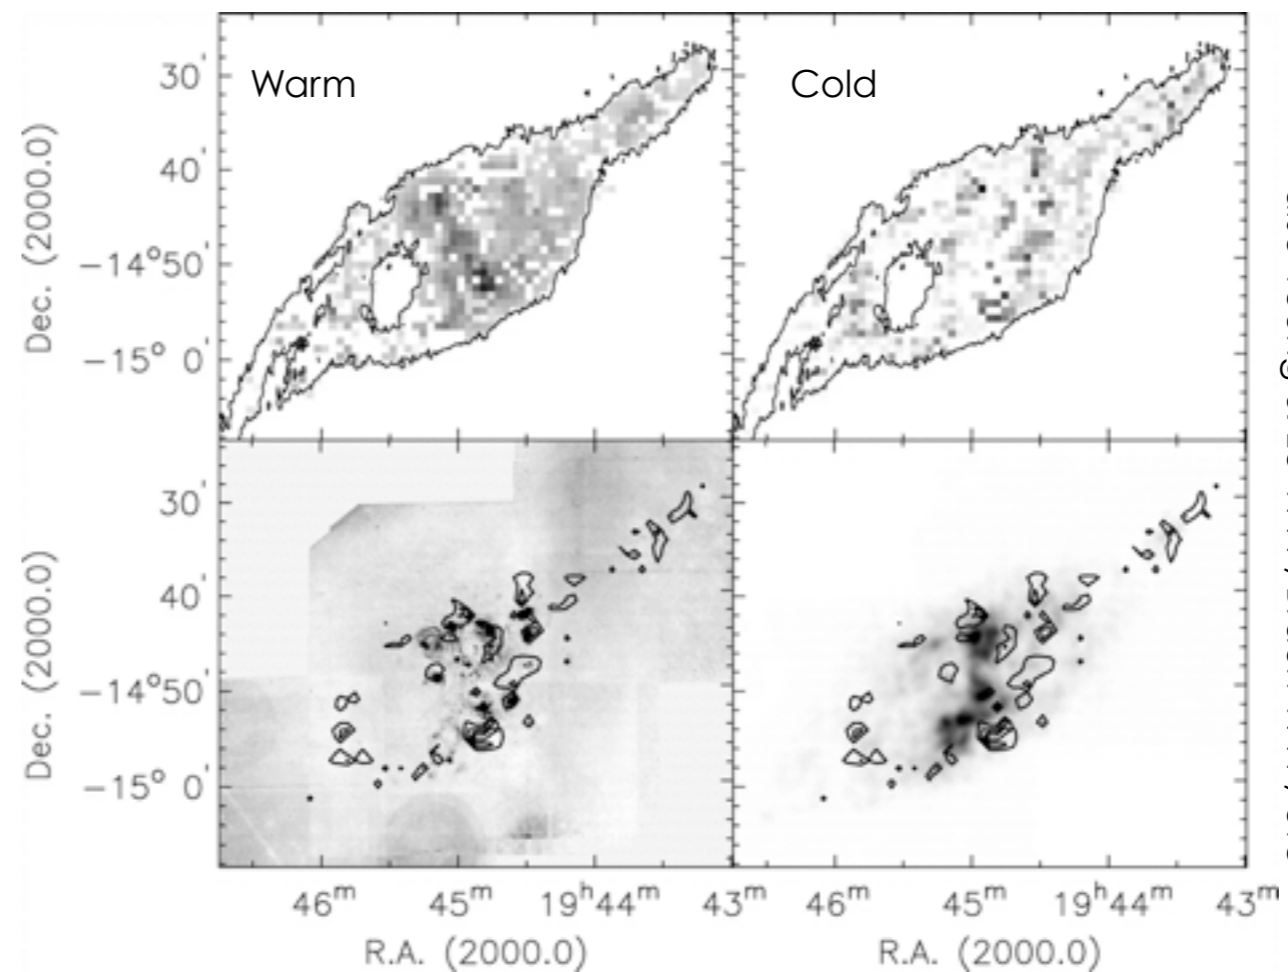 Warm
Cold
30'
40'
−14°50'
−15° 0'
Dec. (2000.0)
30'
40'
−14°50'
−15° 0'
Dec. (2000.0)
46ᵐ 45ᵐ 19ʰ44ᵐ 43ᵐ
46ᵐ 45ᵐ 19ʰ44ᵐ 43ᵐ
R.A. (2000.0)
R.A. (2000.0)